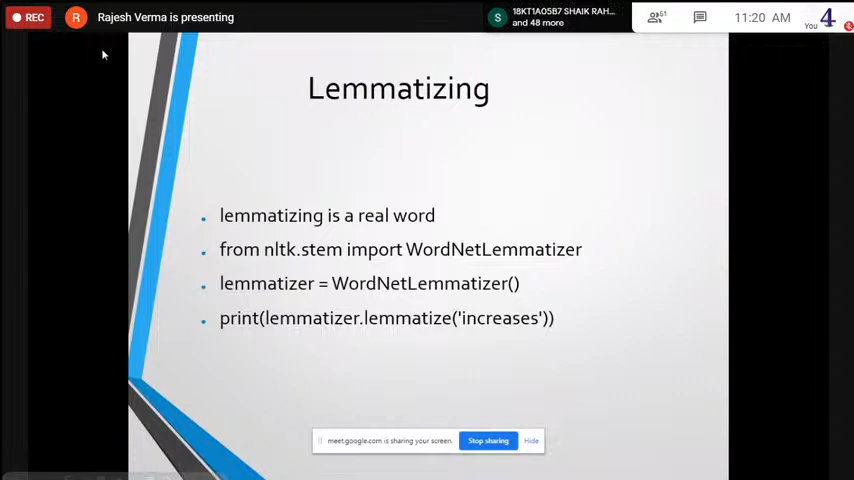 REC
R
Rajesh Verma is presenting
S
18KT1A05B7 SHAIK RAH...
and 48 more
51
11:20 AM
You
4
Lemmatizing
• lemmatizing is a real word
• from nltk.stem import WordNetLemmatizer
• lemmatizer = WordNetLemmatizer()
• print(lemmatizer.lemmatize('increases'))
meet.google.com is sharing your screen.
Stop sharing
Hide